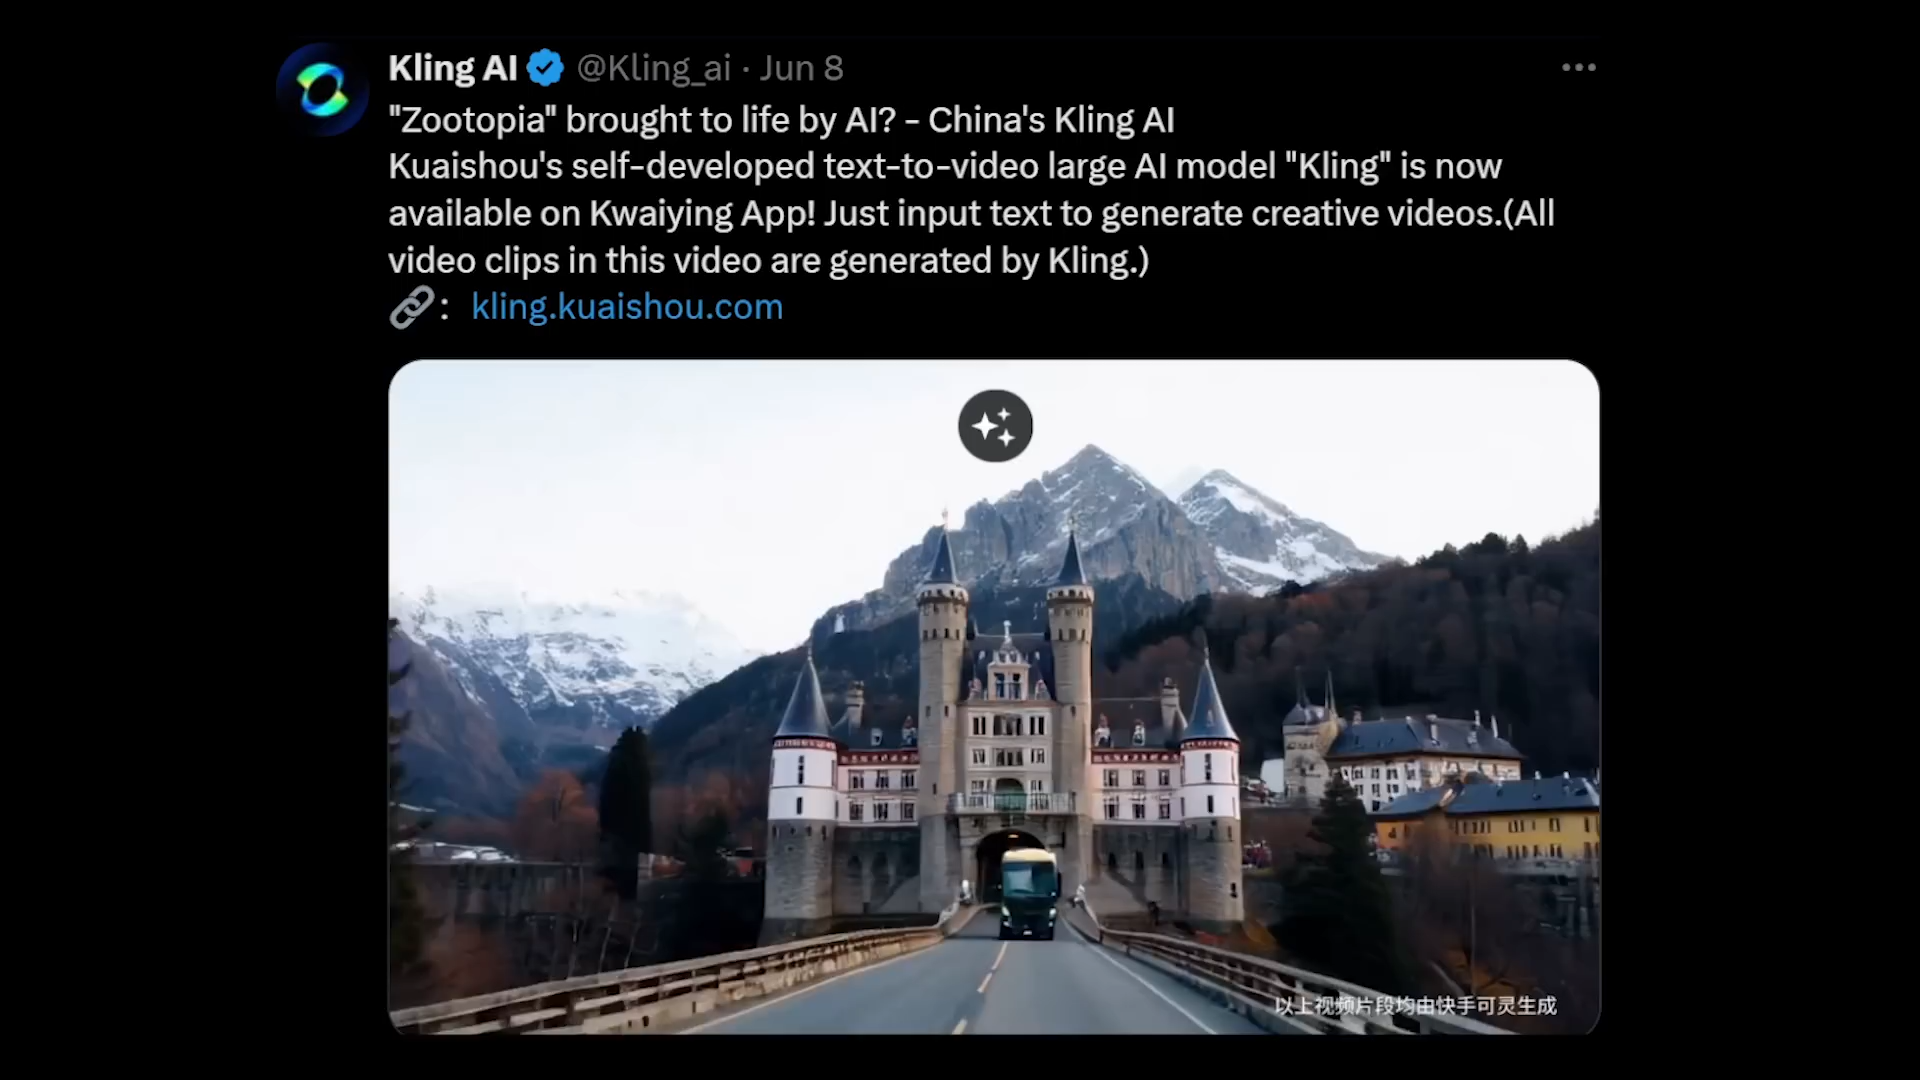 Kling AI @Kling_ai · Jun 8
"Zootopia" brought to life by AI? - China's Kling AI
Kuaishou's self-developed text-to-video large AI model "Kling" is now
available on Kwaiying App! Just input text to generate creative videos.(All
video clips in this video are generated by Kling.)
🔗: kling.kuaishou.com
以上视频片段均由快手可灵生成